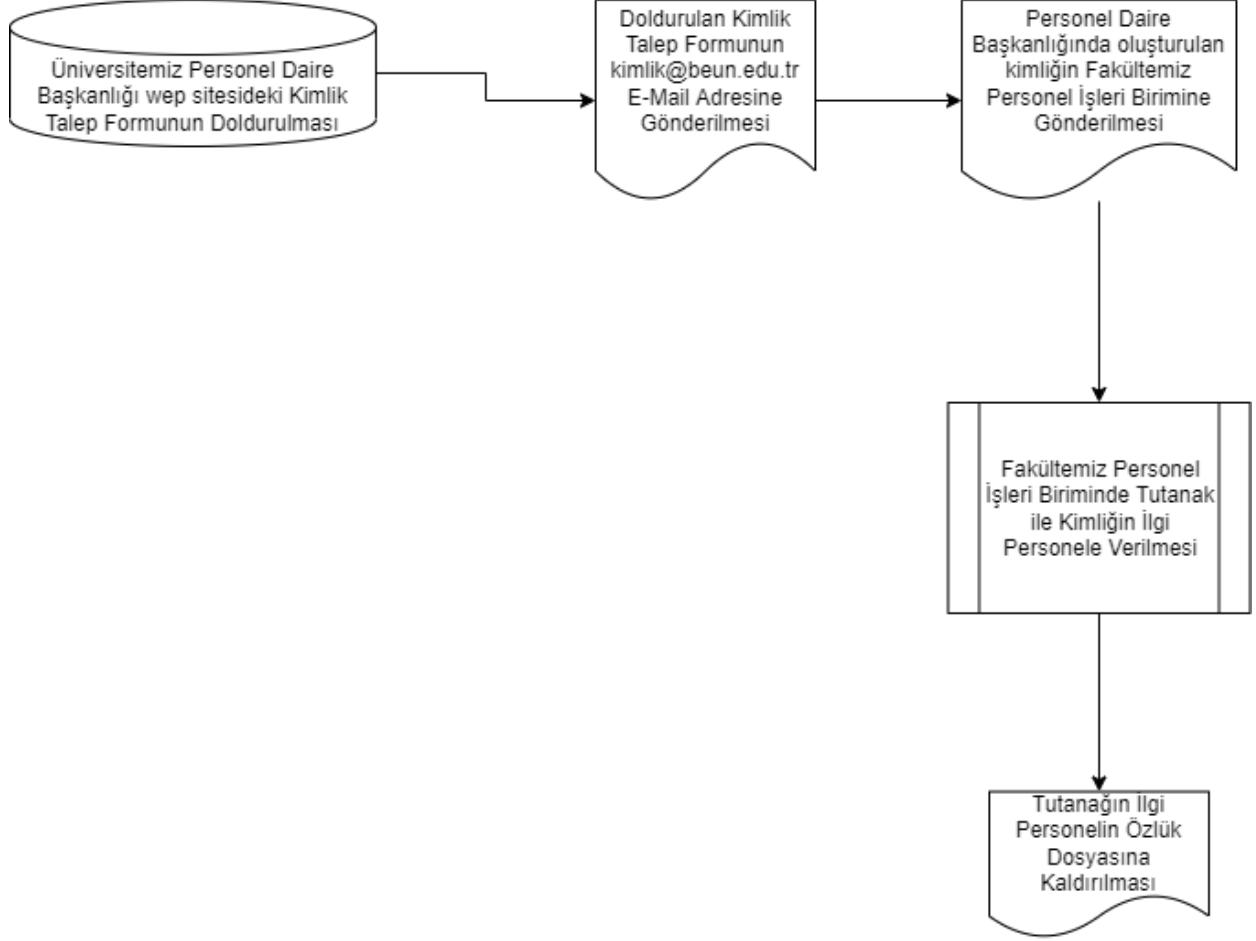 Üniversitemiz Personel Daire
Başkanlığı wep sitesideki Kimlik
Talep Formunun Doldurulması
Doldurulan Kimlik
Talep Formunun
kimlik@beun.edu.tr
E-Mail Adresine
Gönderilmesi
Personel Daire
Başkanlığında oluşturulan
kimliğin Fakültemiz
Personel İşleri Birimine
Gönderilmesi
Fakültemiz Personel
İşleri Biriminde Tutanak
ile Kimliğin İlgi
Personele Verilmesi
Tutanağın İlgi
Personelin Özlük
Dosyasına
Kaldırılması